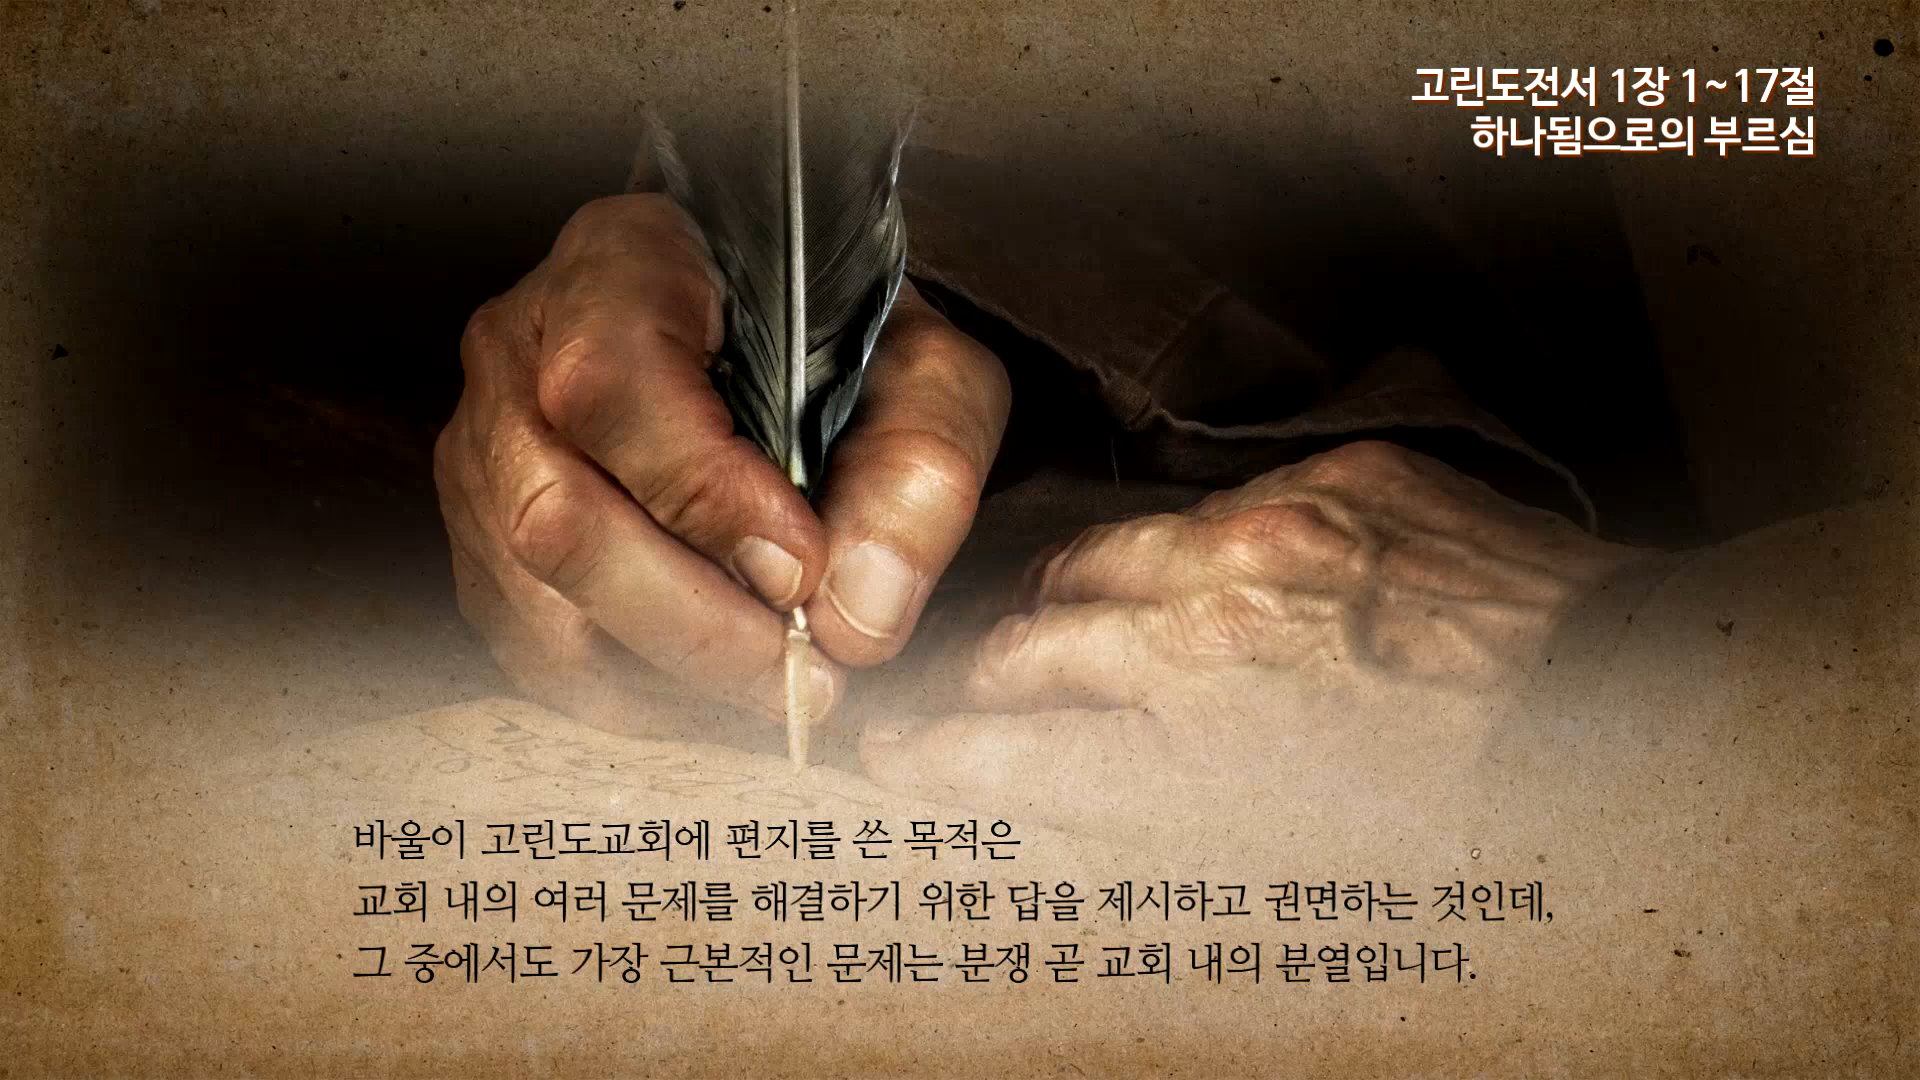 고린도전서 1장 1~17절
하나됨으로의 부르심
바울이 고린도교회에 편지를 쓴 목적은
교회 내의 여러 문제를 해결하기 위한 답을 제시하고 권면하는 것인데,
그 중에서도 가장 근본적인 문제는 분쟁 곧 교회 내의 분열입니다.